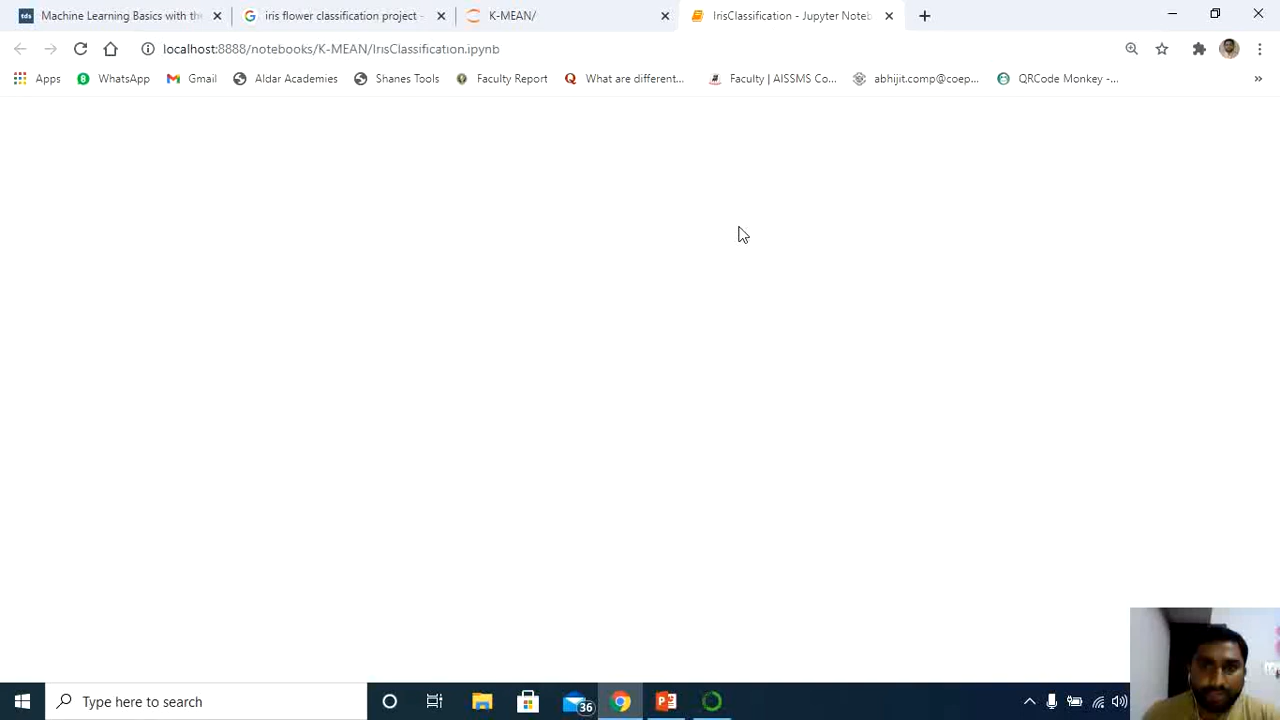 Machine Learning Basics with th
iris flower classification project -
K-MEAN/
IrisClassification - Jupyter Noteb
localhost:8888/notebooks/K-MEAN/IrisClassification.ipynb
Apps
WhatsApp
Gmail
Aldar Academies
Shanes Tools
Faculty Report
What are different...
Faculty | AISSMS Co...
abhijit.comp@coep...
QRCode Monkey -...
Type here to search
36